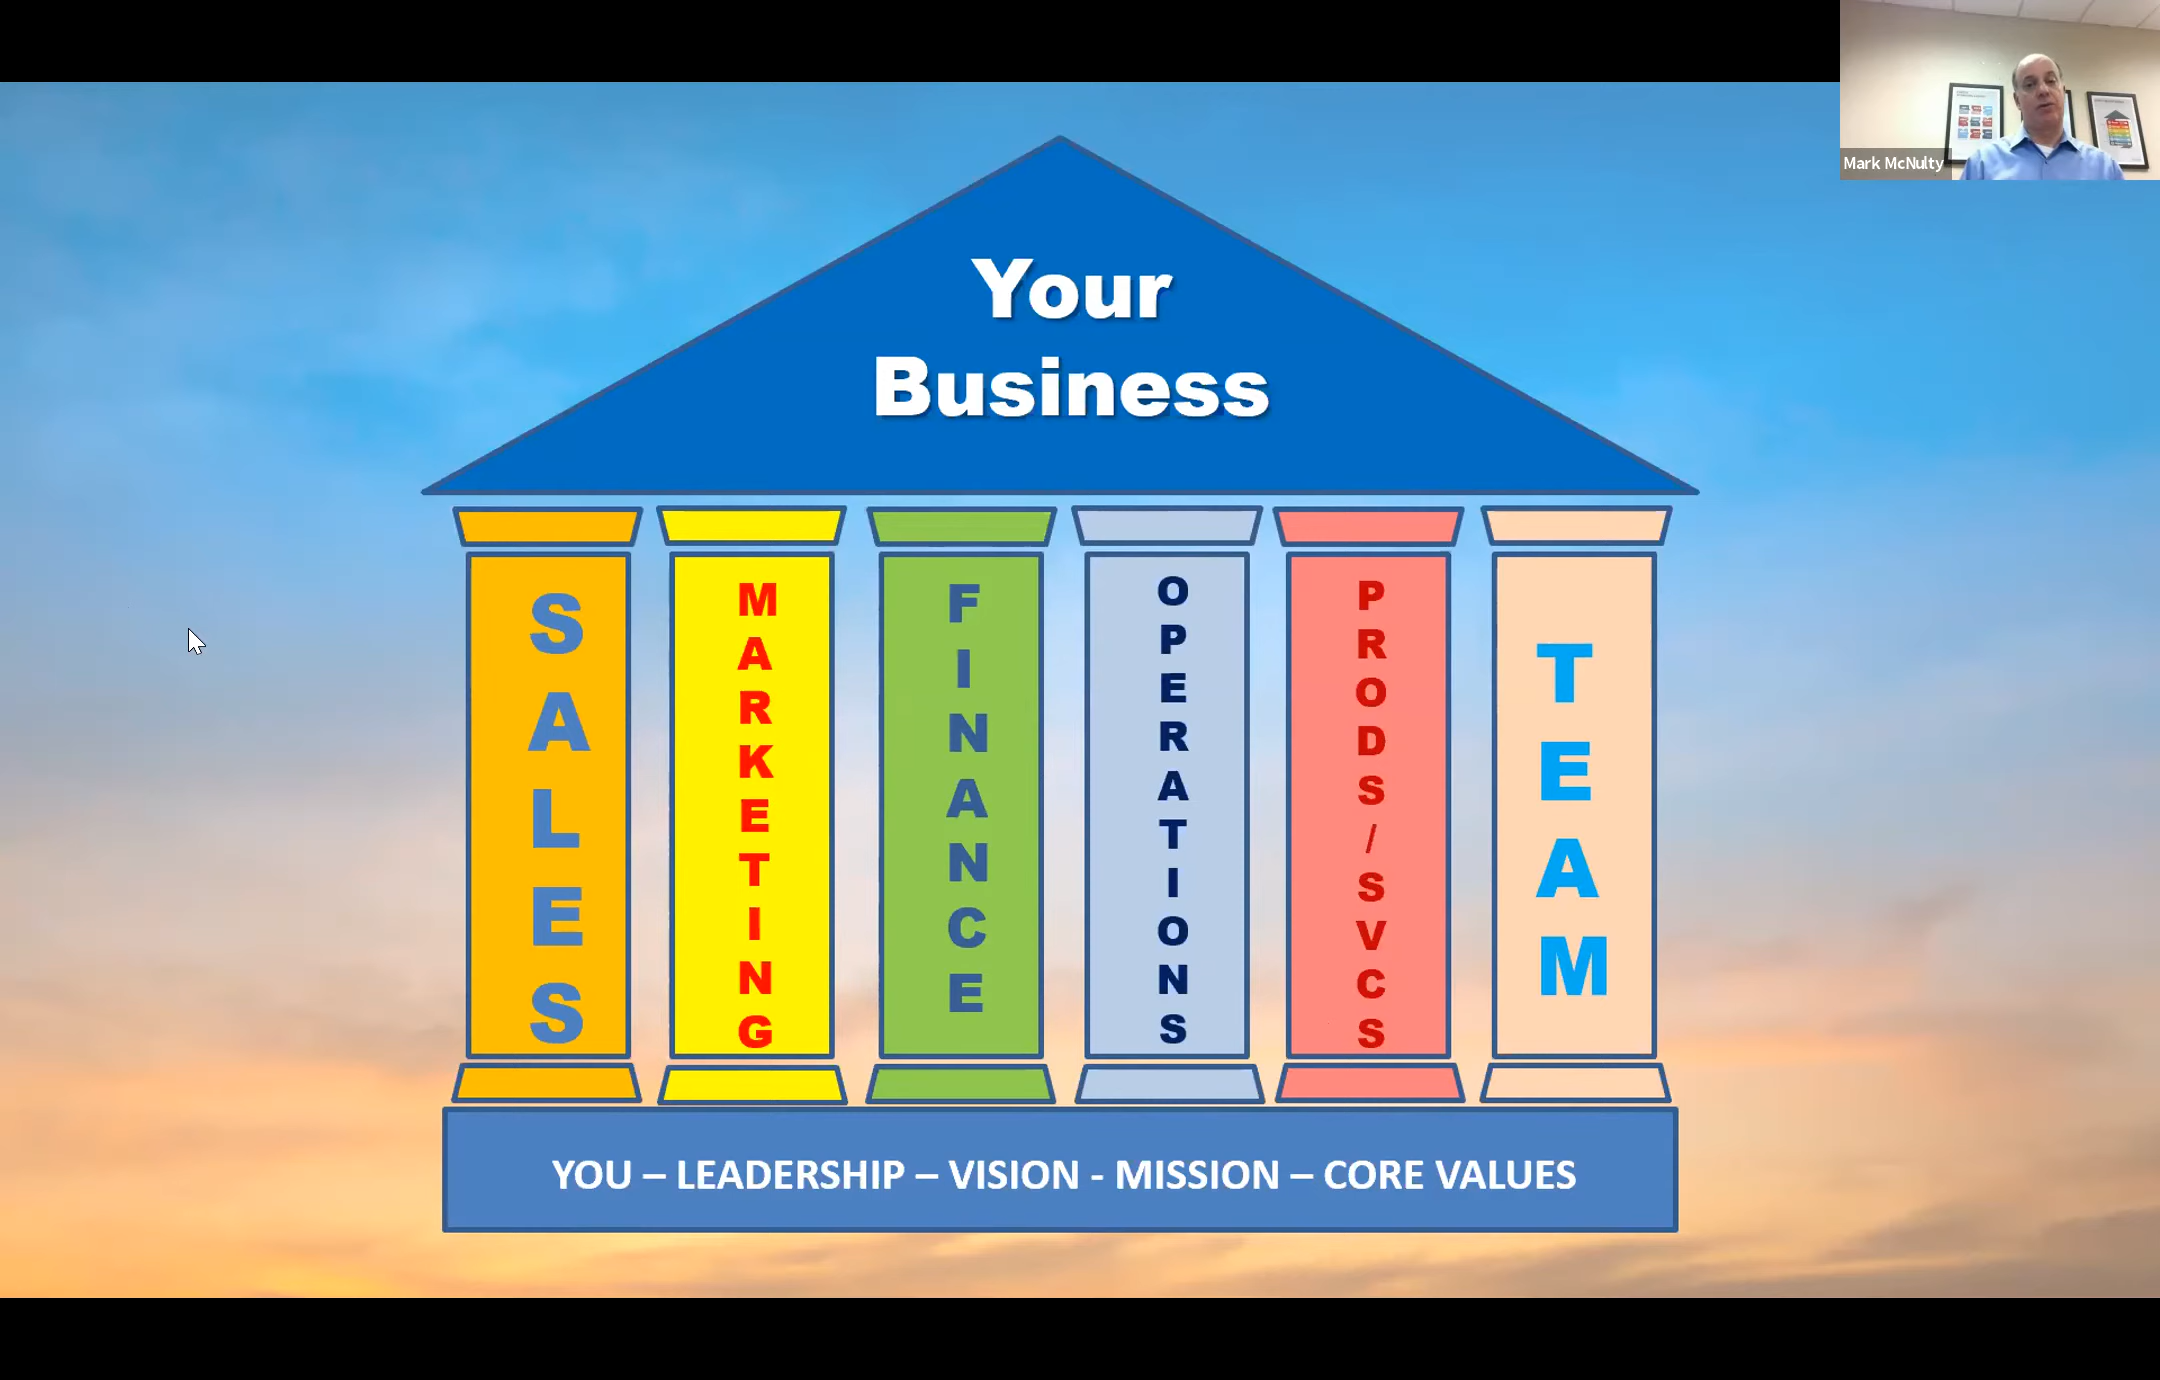 Mark McNulty
Your
Business
SALES
MARKETING
FINANCE
OPERATIONS
PRODS/SVCS
TEAM
YOU – LEADERSHIP – VISION - MISSION – CORE VALUES